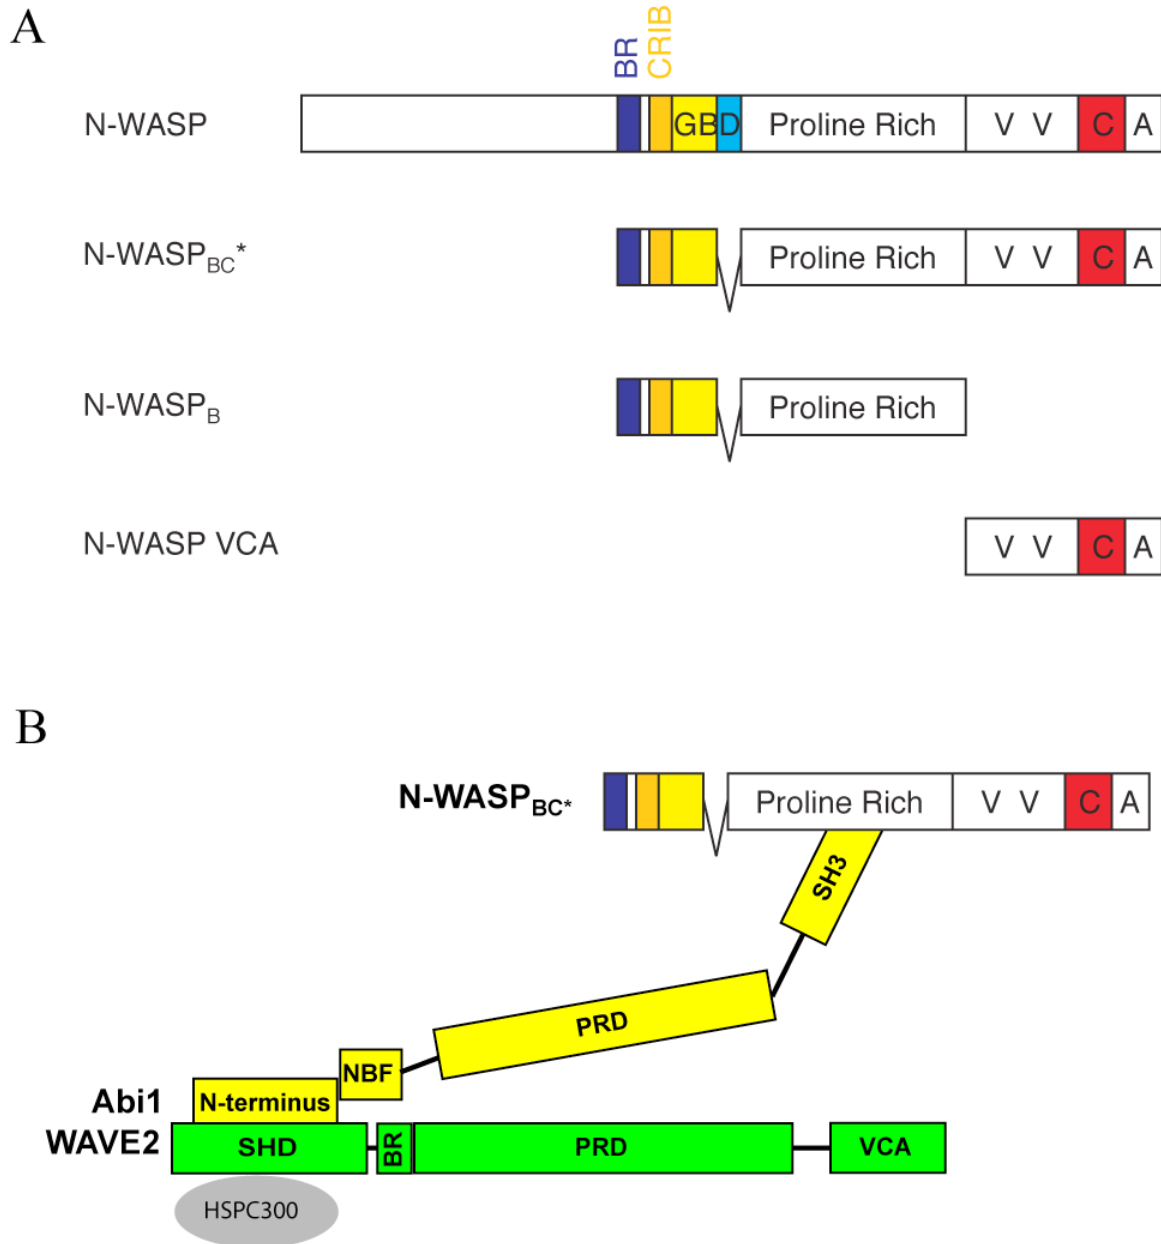 A
BR CRIB
N-WASP GBD Proline Rich V V C A
N-WASPBC* Proline Rich V V C A
N-WASPB Proline Rich
N-WASP VCA V V C A
B
N-WASPBC* Proline Rich V V C A
SH3
PRD
NBF
Abi1 N-terminus
WAVE2 SHD BR PRD VCA
HSPC300